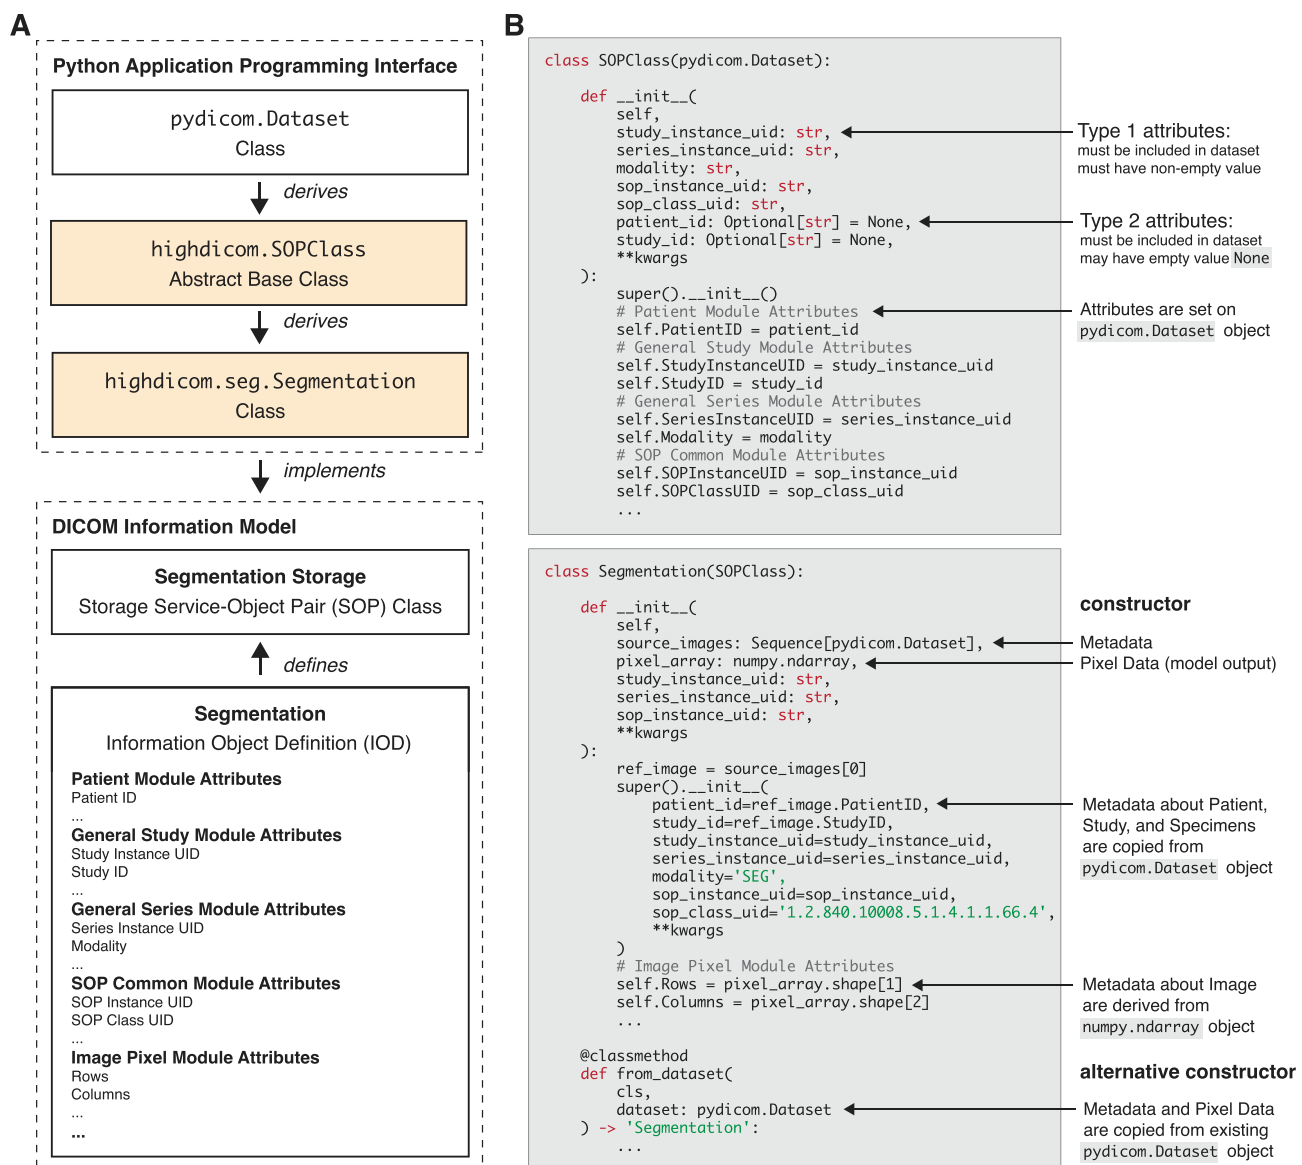 A
Python Application Programming Interface
pydicom.Dataset
Class
derives
highdicom.SOPClass
Abstract Base Class
derives
highdicom.seg.Segmentation
Class
implements
DICOM Information Model
Segmentation Storage
Storage Service-Object Pair (SOP) Class
defines
Segmentation
Information Object Definition (IOD)
Patient Module Attributes
Patient ID
...
General Study Module Attributes
Study Instance UID
Study ID
...
General Series Module Attributes
Series Instance UID
Modality
...
SOP Common Module Attributes
SOP Instance UID
SOP Class UID
...
Image Pixel Module Attributes
Rows
Columns
...
...
B
class SOPClass(pydicom.Dataset):
def __init__(
self,
study_instance_uid: str,
series_instance_uid: str,
modality: str,
sop_instance_uid: str,
sop_class_uid: str,
patient_id: Optional[str] = None,
study_id: Optional[str] = None,
**kwargs
):
super().__init__()
# Patient Module Attributes
self.PatientID = patient_id
# General Study Module Attributes
self.StudyInstanceUID = study_instance_uid
self.StudyID = study_id
# General Series Module Attributes
self.SeriesInstanceUID = series_instance_uid
self.Modality = modality
# SOP Common Module Attributes
self.SOPInstanceUID = sop_instance_uid
self.SOPClassUID = sop_class_uid
...
Type 1 attributes:
must be included in dataset
must have non-empty value
Type 2 attributes:
must be included in dataset
may have empty value None
Attributes are set on
pydicom.Dataset object
class Segmentation(SOPClass):
def __init__(
self,
source_images: Sequence[pydicom.Dataset],
pixel_array: numpy.ndarray,
study_instance_uid: str,
series_instance_uid: str,
sop_instance_uid: str,
**kwargs
):
ref_image = source_images[0]
super().__init__(
patient_id=ref_image.PatientID,
study_id=ref_image.StudyID,
study_instance_uid=study_instance_uid,
series_instance_uid=series_instance_uid,
modality='SEG',
sop_instance_uid=sop_instance_uid,
sop_class_uid='1.2.840.10008.5.1.4.1.1.66.4',
**kwargs
)
# Image Pixel Module Attributes
self.Rows = pixel_array.shape[1]
self.Columns = pixel_array.shape[2]
...
@classmethod
def from_dataset(
cls,
dataset: pydicom.Dataset
) -> 'Segmentation':
...
constructor
Metadata
Pixel Data (model output)
Metadata about Patient,
Study, and Specimens
are copied from
pydicom.Dataset object
Metadata about Image
are derived from
numpy.ndarray object
alternative constructor
Metadata and Pixel Data
are copied from existing
pydicom.Dataset object